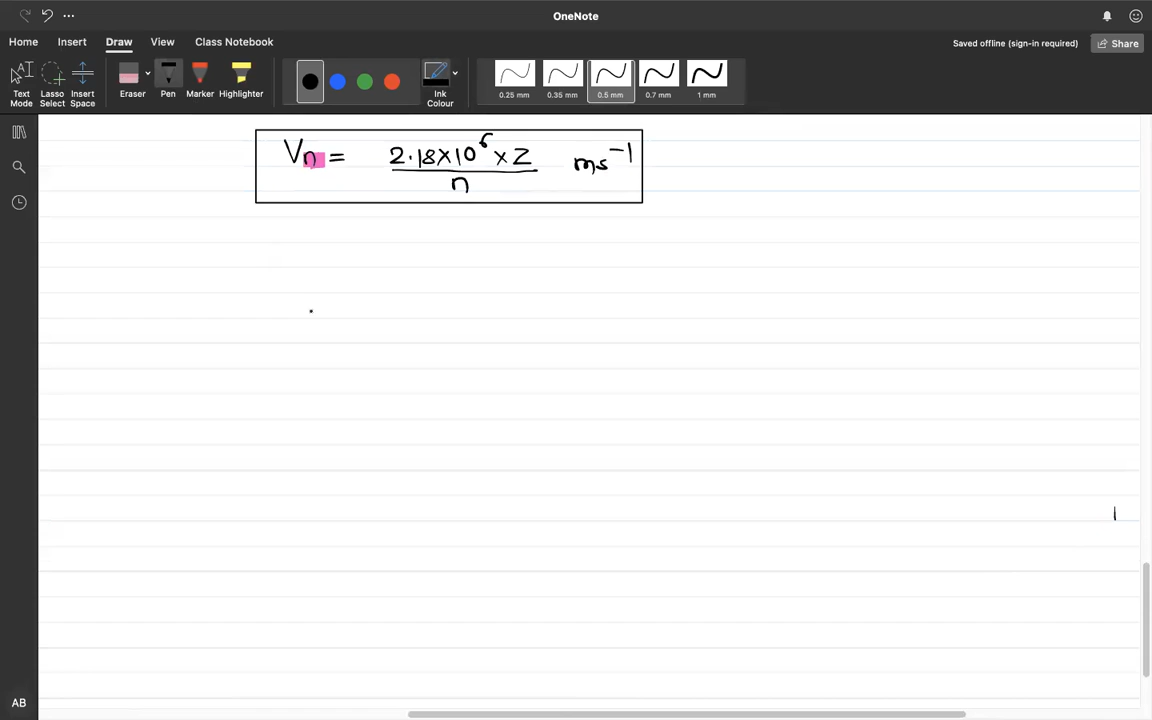 OneNote
Home Insert Draw View Class Notebook
Saved offline (sign-in required) Share
Text Mode
Lasso Select
Insert Space
Eraser
Pen
Marker
Highlighter
Ink Colour
0.25 mm
0.35 mm
0.5 mm
0.7 mm
1 mm
Vn = 2.18×10⁶×Z / n ms⁻¹
AB